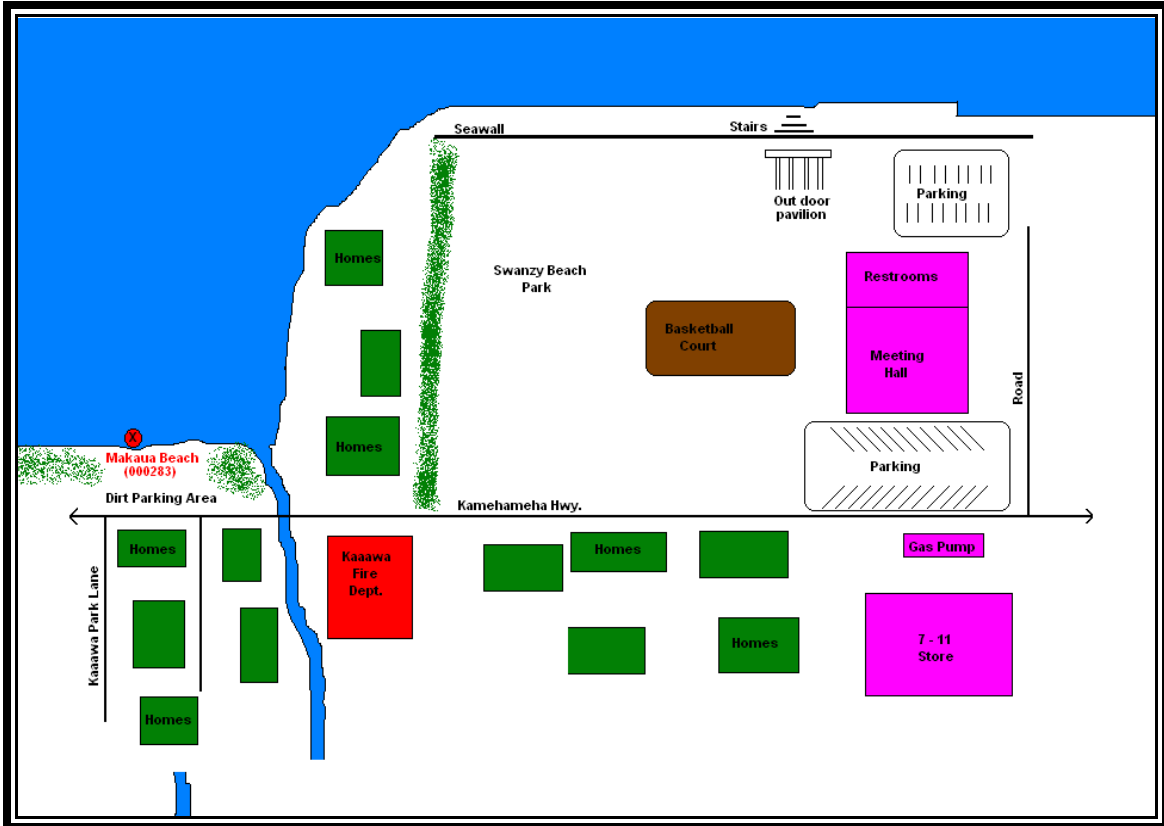 Seawall
Stairs
Out door
pavilion
Parking
Homes
Swanzy Beach
Park
Restrooms
Basketball
Court
Meeting
Hall
Road
Homes
X
Makaua Beach
(000283)
Parking
Dirt Parking Area
Kamehameha Hwy.
Homes
Kaaawa
Fire
Dept.
Homes
Gas Pump
Kaaawa Park Lane
Homes
7 - 11
Store
Homes